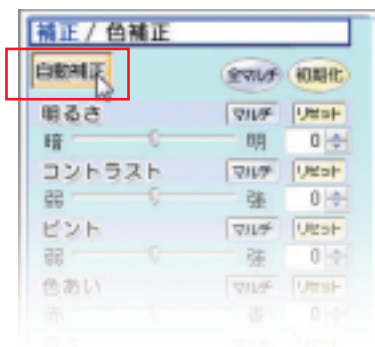 補正 / 色補正
自動補正 全マルチ 初期化
明るさ マルチ リセット
暗 明 0
コントラスト マルチ リセット
弱 強 0
ピント マルチ リセット
弱 強 0
色あい マルチ リセット
赤 青 0